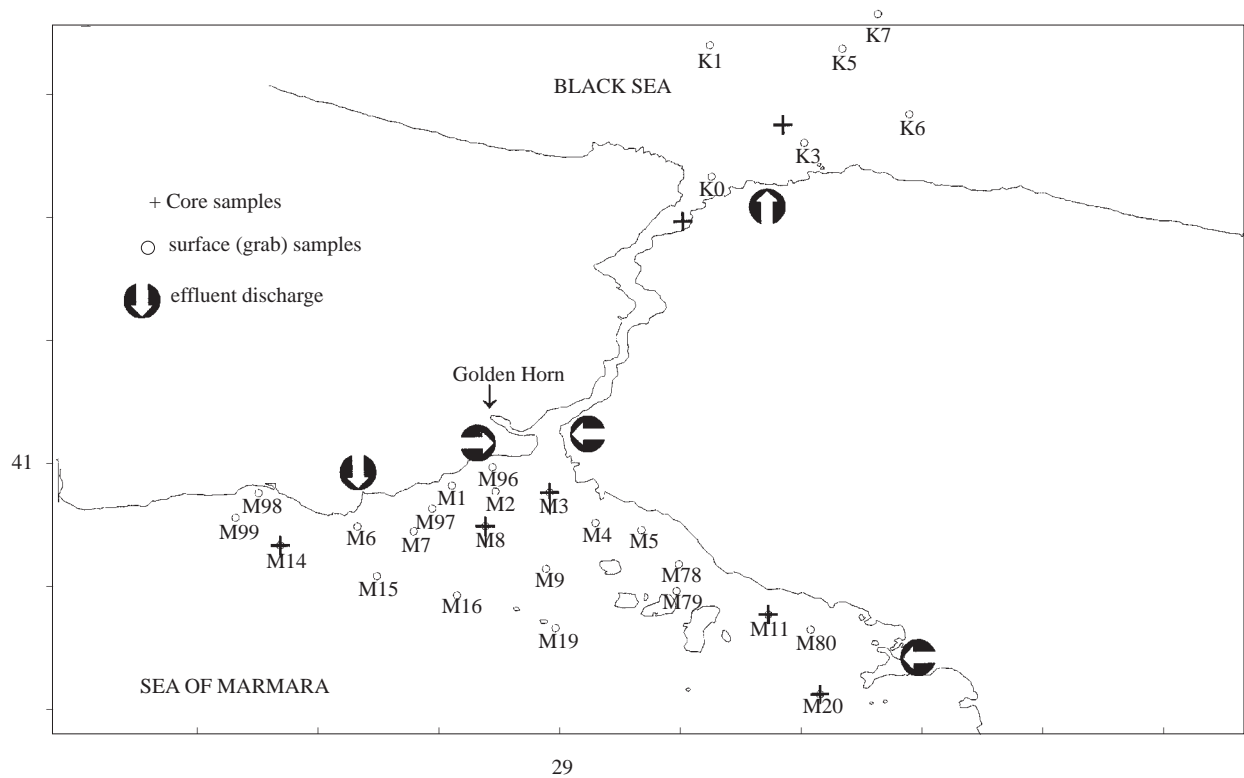 K7
K1
K5
BLACK SEA
K6
K3
K0
+ Core samples
surface (grab) samples
effluent discharge
Golden Horn
41
M96
M98
M1
M2
M3
M99
M97
M4
M6
M7
M8
M5
M14
M78
M9
M15
M79
M16
M11
M19
M80
SEA OF MARMARA
M20
29